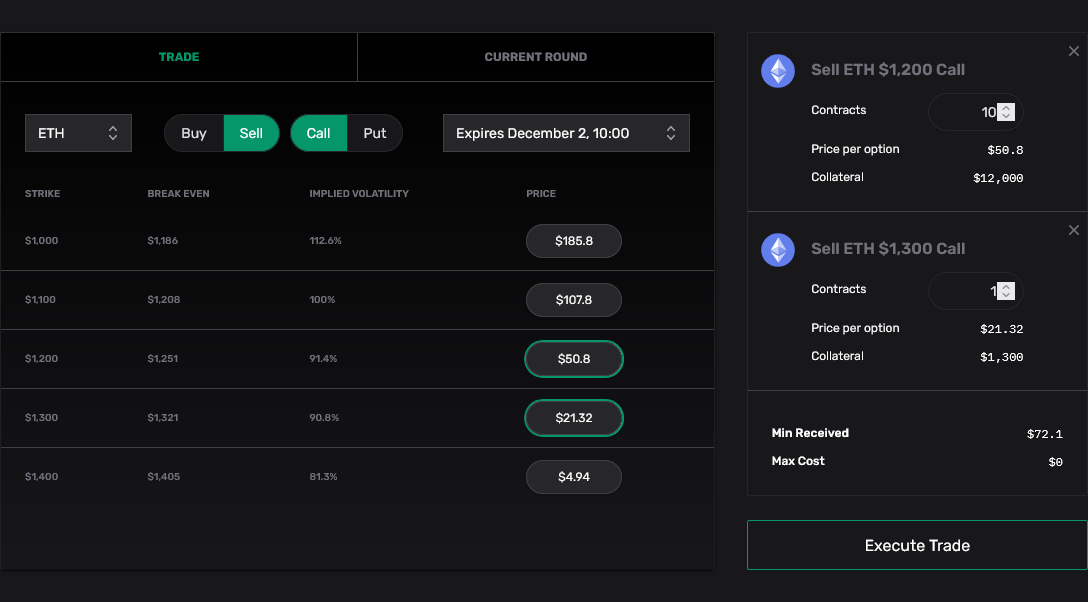 TRADE CURRENT ROUND
ETH Buy Sell Call Put Expires December 2, 10:00
STRIKE BREAK EVEN IMPLIED VOLATILITY PRICE
$1,000 $1,186 112.6% $185.8
$1,100 $1,208 100% $107.8
$1,200 $1,251 91.4% $50.8
$1,300 $1,321 90.8% $21.32
$1,400 $1,405 81.3% $4.94
Sell ETH $1,200 Call
Contracts 10
Price per option $50.8
Collateral $12,000
Sell ETH $1,300 Call
Contracts 1
Price per option $21.32
Collateral $1,300
Min Received $72.1
Max Cost $0
Execute Trade